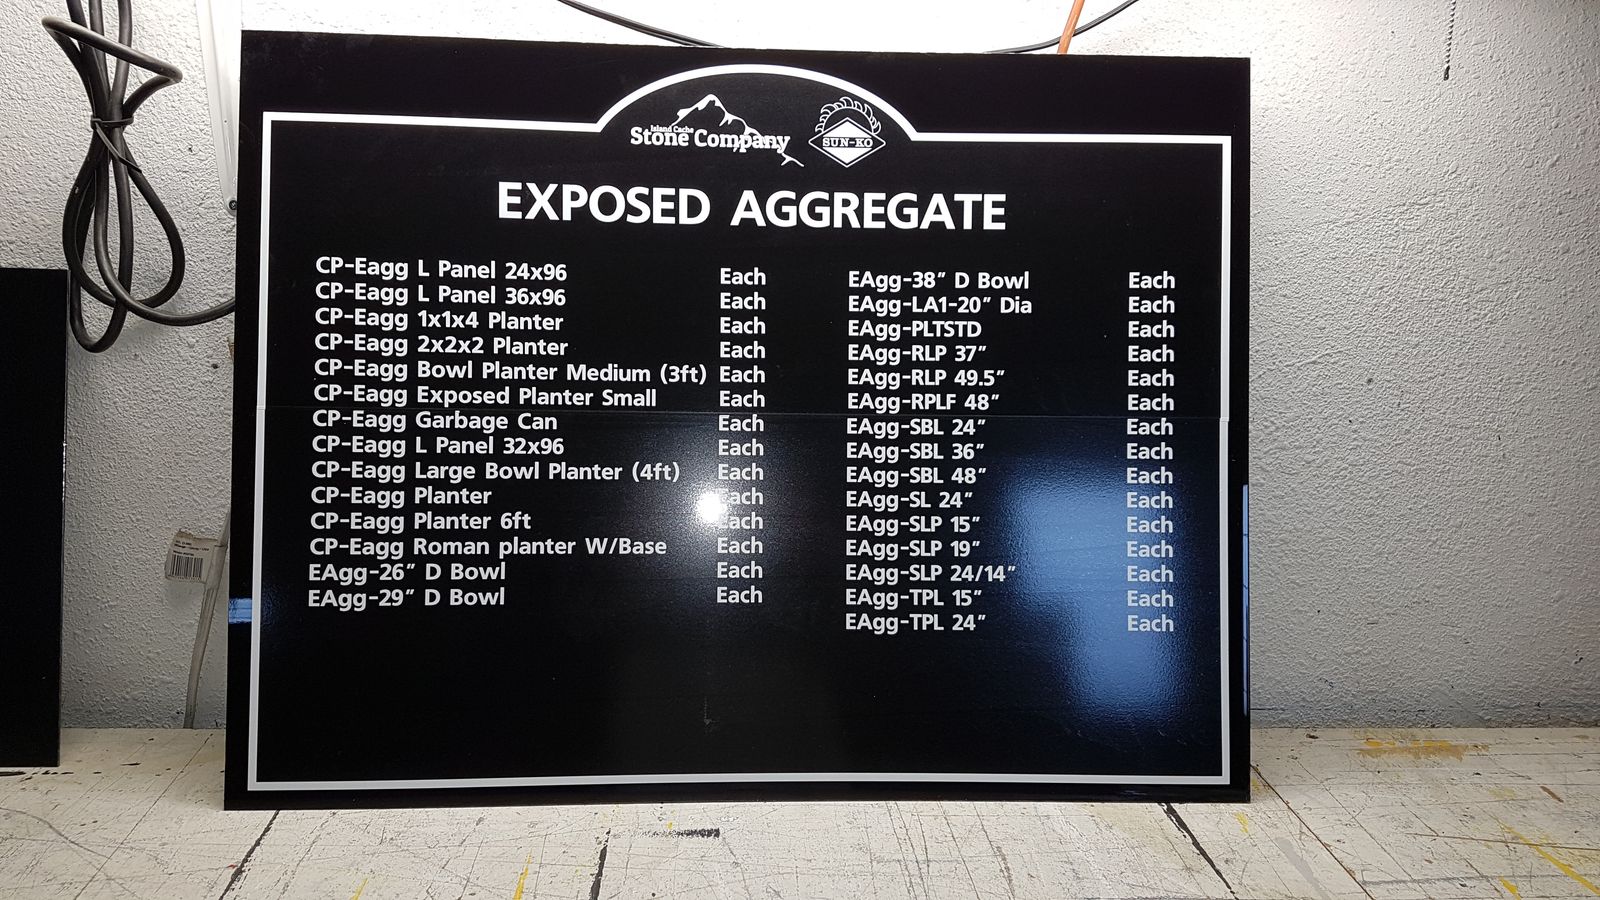 Island Cache
Stone Company
SUN-KO
EXPOSED AGGREGATE
CP-Eagg L Panel 24x96 Each
CP-Eagg L Panel 36x96 Each
CP-Eagg 1x1x4 Planter Each
CP-Eagg 2x2x2 Planter Each
CP-Eagg Bowl Planter Medium (3ft) Each
CP-Eagg Exposed Planter Small Each
CP-Eagg Garbage Can Each
CP-Eagg L Panel 32x96 Each
CP-Eagg Large Bowl Planter (4ft) Each
CP-Eagg Planter Each
CP-Eagg Planter 6ft Each
CP-Eagg Roman planter W/Base Each
EAgg-26" D Bowl Each
EAgg-29" D Bowl Each
EAgg-38" D Bowl Each
EAgg-LA1-20" Dia Each
EAgg-PLTSTD Each
EAgg-RLP 37" Each
EAgg-RLP 49.5" Each
EAgg-RPLF 48" Each
EAgg-SBL 24" Each
EAgg-SBL 36" Each
EAgg-SBL 48" Each
EAgg-SL 24" Each
EAgg-SLP 15" Each
EAgg-SLP 19" Each
EAgg-SLP 24/14" Each
EAgg-TPL 15" Each
EAgg-TPL 24" Each